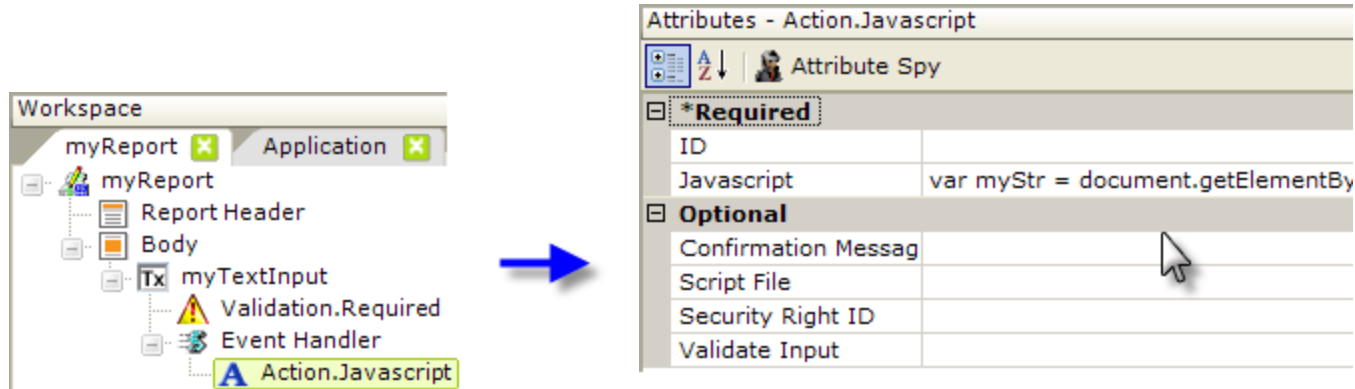 Workspace
myReport Application
myReport
Report Header
Body
Tx myTextInput
Validation.Required
Event Handler
A Action.Javascript
Attributes - Action.Javascript
A Z Attribute Spy
*Required
ID
Javascript var myStr = document.getElementBy
Optional
Confirmation Messag
Script File
Security Right ID
Validate Input